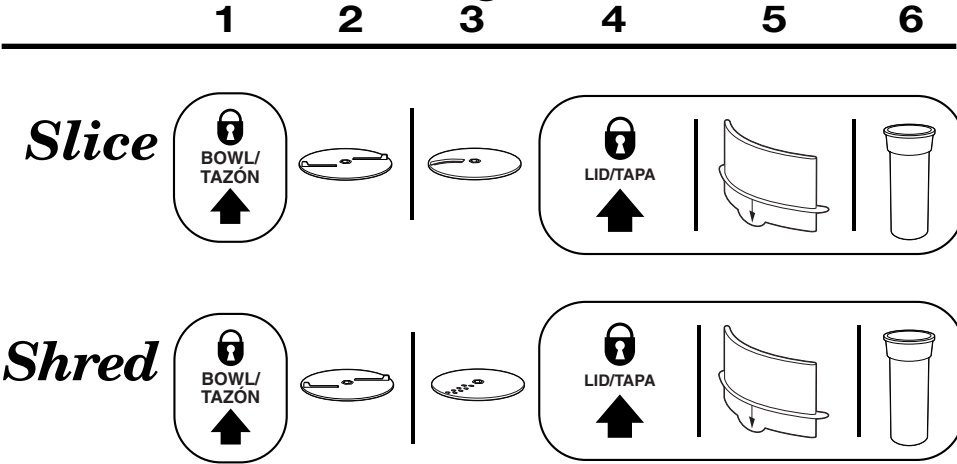 1 2 3 4 5 6
Slice
BOWL/
TAZÓN
LID/TAPA
Shred
BOWL/
TAZÓN
LID/TAPA